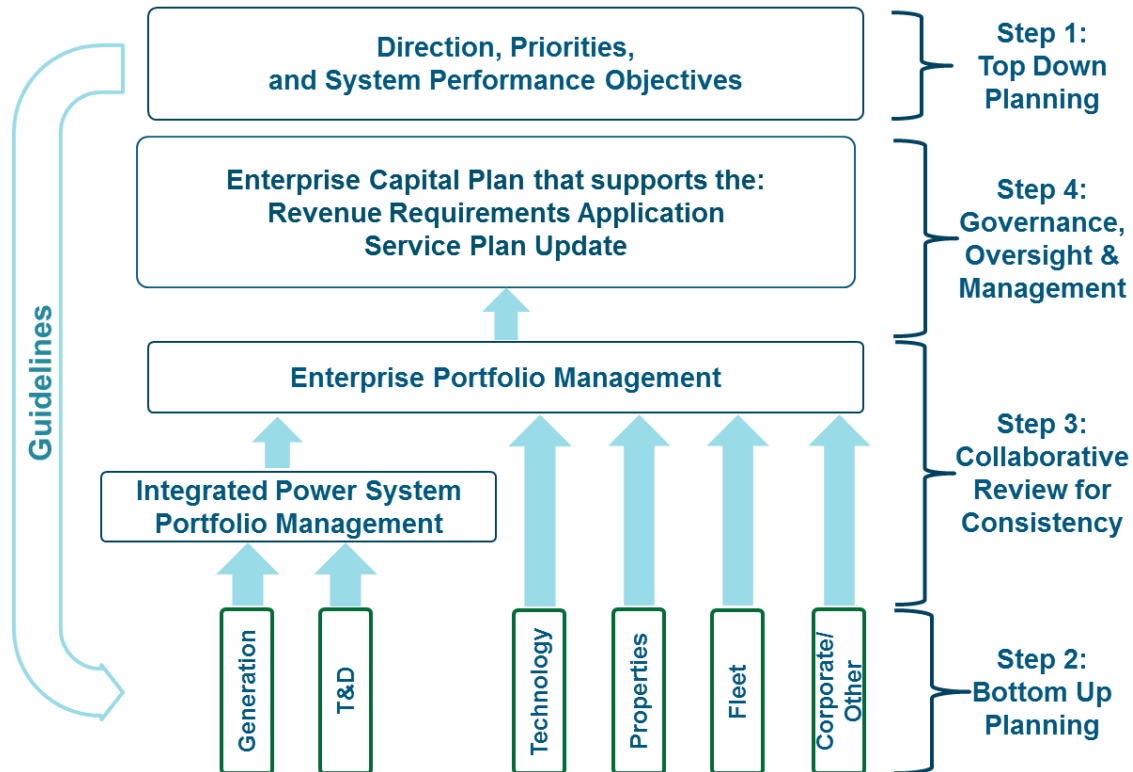 Direction, Priorities,
and System Performance Objectives
Step 1:
Top Down
Planning
Enterprise Capital Plan that supports the:
Revenue Requirements Application
Service Plan Update
Step 4:
Governance,
Oversight &
Management
Guidelines
Enterprise Portfolio Management
Step 3:
Collaborative
Review for
Consistency
Integrated Power System
Portfolio Management
Generation
T&D
Technology
Properties
Fleet
Corporate/
Other
Step 2:
Bottom Up
Planning